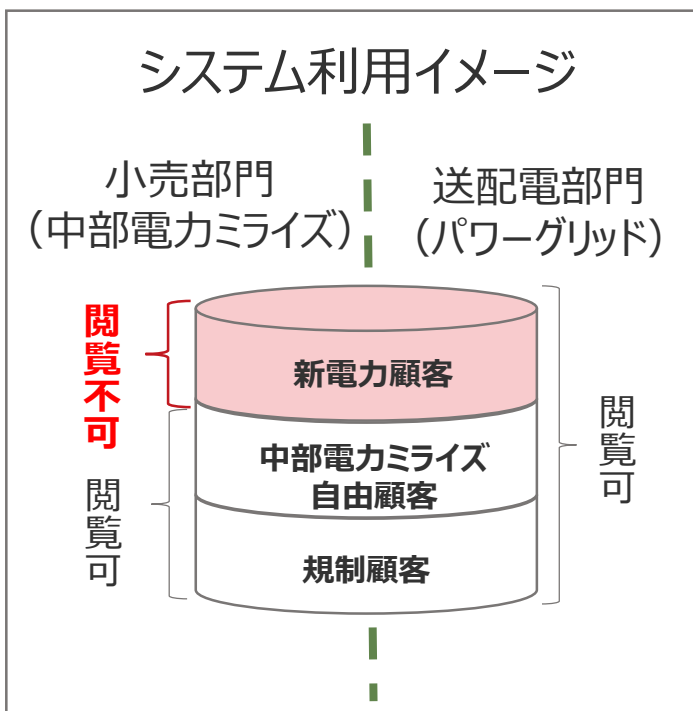 システム利用イメージ
小売部門
（中部電力ミライズ）
送配電部門
（パワーグリッド）
閲覧不可
閲覧可
新電力顧客
中部電力ミライズ
自由顧客
規制顧客
閲覧可